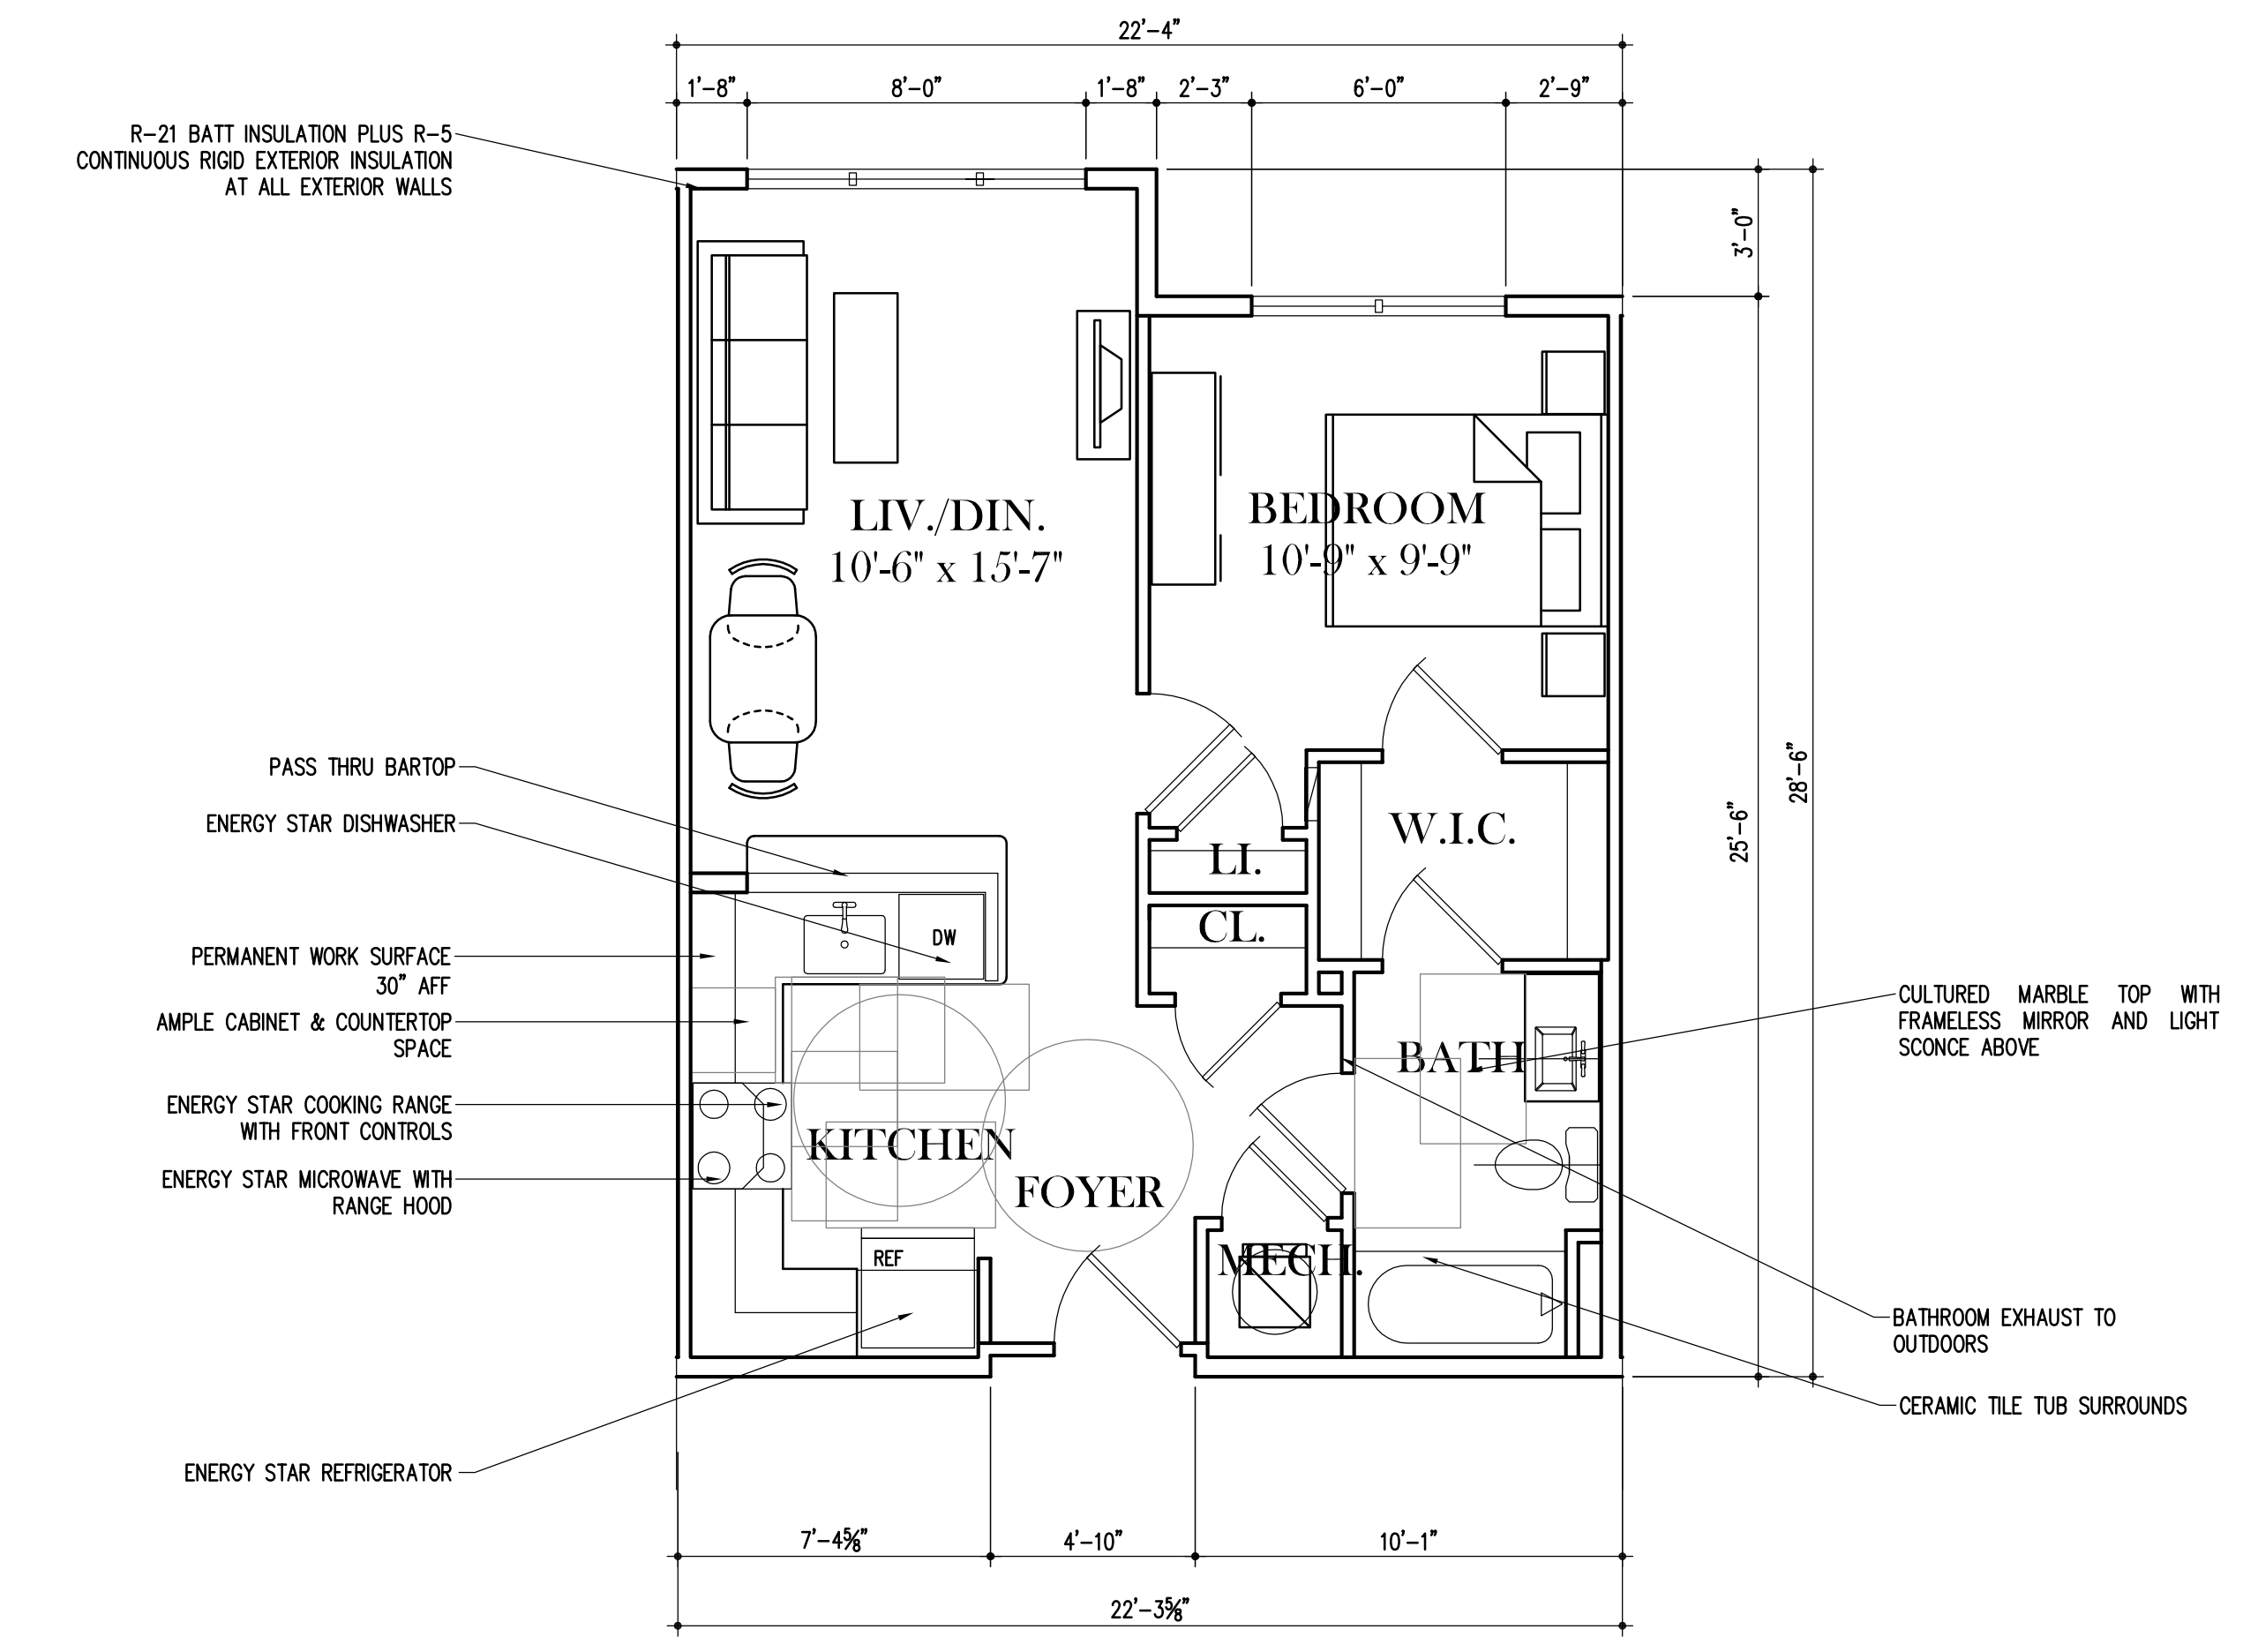 22'-4"
1'-8"
8'-0"
1'-8"
2'-3"
6'-0"
2'-9"
R-21 BATT INSULATION PLUS R-5
CONTINUOUS RIGID EXTERIOR INSULATION
AT ALL EXTERIOR WALLS
3'-0"
LIV./DIN.
10'-6" x 15'-7"
BEDROOM
10'-9" x 9'-9"
PASS THRU BARTOP
ENERGY STAR DISHWASHER
25'-6"
28'-6"
W.I.C.
LI.
CL.
DW
PERMANENT WORK SURFACE
30" AFF
AMPLE CABINET & COUNTERTOP
SPACE
CULTURED MARBLE TOP WITH
FRAMELESS MIRROR AND LIGHT
SCONCE ABOVE
BATH
ENERGY STAR COOKING RANGE
WITH FRONT CONTROLS
KITCHEN
ENERGY STAR MICROWAVE WITH
RANGE HOOD
FOYER
REF
MECH.
BATHROOM EXHAUST TO
OUTDOORS
CERAMIC TILE TUB SURROUNDS
ENERGY STAR REFRIGERATOR
7'-4⅝"
4'-10"
10'-1"
22'-3⅝"